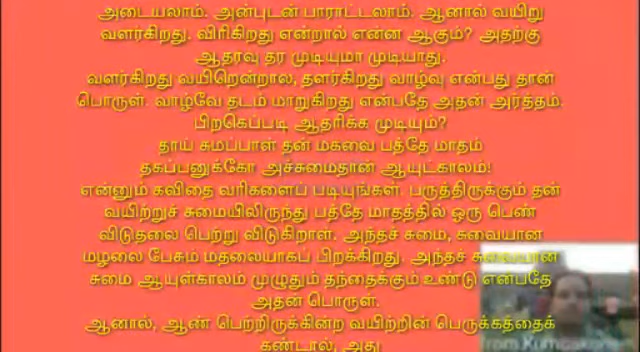 அடையலாம். அன்புடன் பாராட்டலாம். ஆனால் வயிறு
வளர்கிறது. விரிகிறது என்றால் என்ன ஆகும்? அதற்கு
ஆதரவு தர முடியுமா முடியாது.
வளர்கிறது வயிறென்றால, தளர்கிறது வாழ்வு என்பது தான்
பொருள். வாழ்வே தடம் மாறுகிறது என்பதே அதன் அர்த்தம்.
பிறகெப்படி ஆதரிக்க முடியும்?
தாய் சுமப்பாள் தன் மகவை பத்தே மாதம்
தகப்பனுக்கோ அச்சுமைதான் ஆயுட்காலம்!
என்னும் கவிதை வரிகளைப் படியுங்கள். பருத்திருக்கும் தன்
வயிற்றுச் சுமையிலிருந்து பத்தே மாதத்தில் ஒரு பெண்
விடுதலை பெற்று விடுகிறாள். அந்தச் சுமை, சுவையான
மழலை பேசும் மதலையாகப் பிறக்கிறது. அந்தச் சுவையான
சுமை ஆயுள்காலம் முழுதும் தந்தைக்கும் உண்டு என்பதே
அதன் பொருள்.
ஆனால், ஆண் பெற்றிருக்கின்ற வயிற்றின் பெருக்கத்தைக்
கண்டால், அது
from Kumbakonam